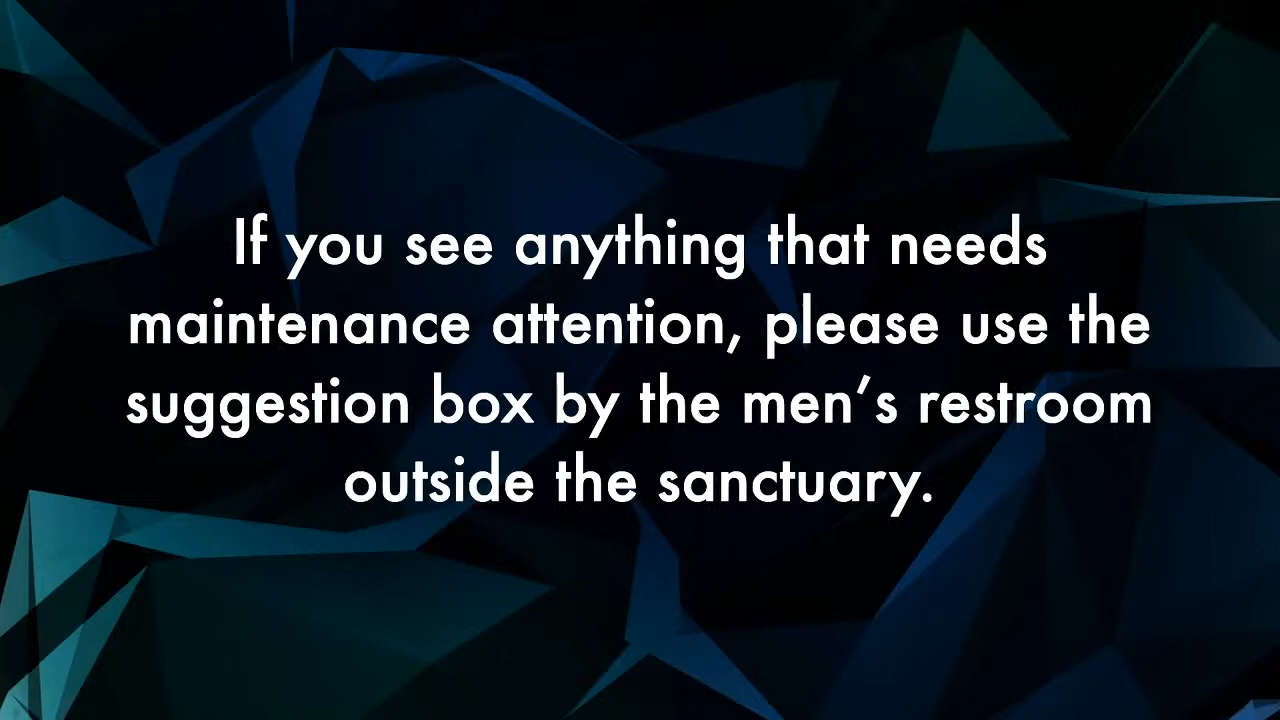 If you see anything that needs
maintenance attention, please use the
suggestion box by the men’s restroom
outside the sanctuary.